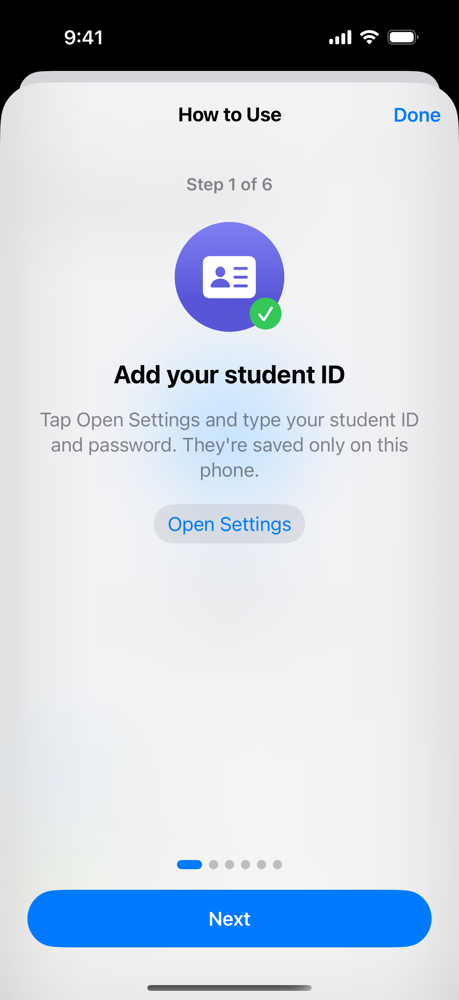 9:41
How to Use
Done
Step 1 of 6
Add your student ID
Tap Open Settings and type your student ID
and password. They're saved only on this
phone.
Open Settings
Next